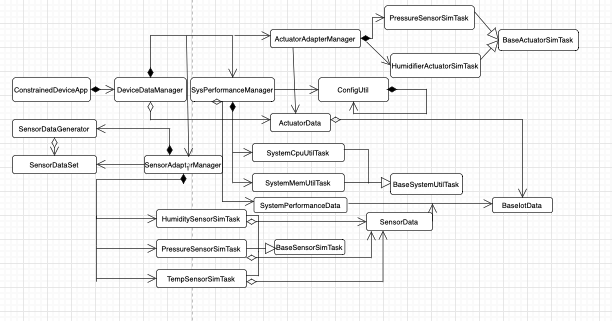 PressureSensorSimTask
ActuatorAdapterManager
BaseActuatorSimTask
HumidifierActuatorSimTask
ConstrainedDeviceApp
DeviceDataManager
SysPerformanceManager
ConfigUtil
SensorDataGenerator
ActuatorData
SystemCpuUtilTask
SensorDataSet
SensorAdapterManager
SystemMemUtilTask
BaseSystemUtilTask
SystemPerformanceData
BaseIotData
HumiditySensorSimTask
SensorData
PressureSensorSimTask
BaseSensorSimTask
TempSensorSimTask